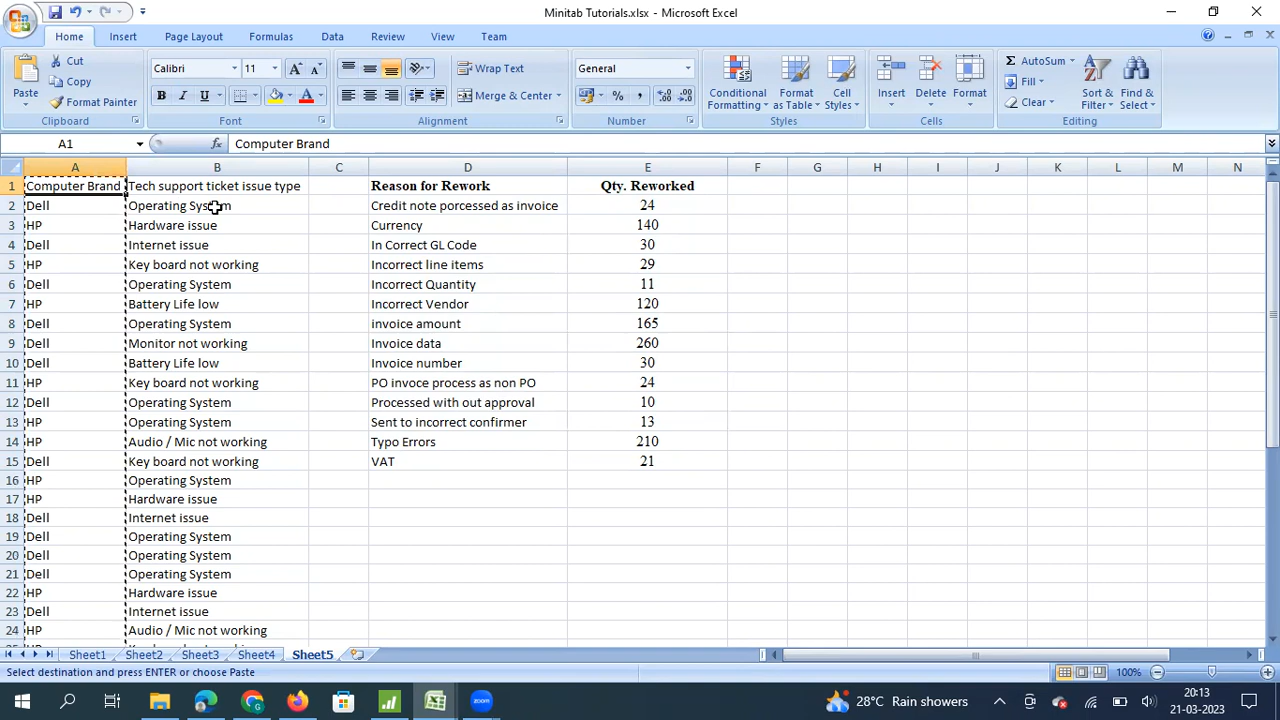 Minitab Tutorials.xlsx - Microsoft Excel
Home Insert Page Layout Formulas Data Review View Team
Paste Cut Copy Format Painter Clipboard
Calibri 11 A A B I U A Font
Wrap Text Merge & Center Alignment
General % , .0 .00 .00 .0 Number
Conditional Formatting Format as Table Cell Styles Styles
Insert Delete Format Cells
Σ AutoSum Fill Clear Sort & Filter Find & Select Editing
A1 fx Computer Brand
A B C D E F G H I J K L M N
1 Computer Brand Tech support ticket issue type Reason for Rework Qty. Reworked
2 Dell Operating System Credit note porcessed as invoice 24
3 HP Hardware issue Currency 140
4 Dell Internet issue In Correct GL Code 30
5 HP Key board not working Incorrect line items 29
6 Dell Operating System Incorrect Quantity 11
7 HP Battery Life low Incorrect Vendor 120
8 Dell Operating System invoice amount 165
9 Dell Monitor not working Invoice data 260
10 Dell Battery Life low Invoice number 30
11 HP Key board not working PO invoce process as non PO 24
12 Dell Operating System Processed with out approval 10
13 HP Operating System Sent to incorrect confirmer 13
14 HP Audio / Mic not working Typo Errors 210
15 Dell Key board not working VAT 21
16 HP Operating System
17 HP Hardware issue
18 Dell Internet issue
19 Dell Operating System
20 Dell Operating System
21 Dell Operating System
22 HP Hardware issue
23 Dell Internet issue
24 HP Audio / Mic not working
Sheet1 Sheet2 Sheet3 Sheet4 Sheet5
Select destination and press ENTER or choose Paste 100%
28°C Rain showers 20:13
21-03-2023